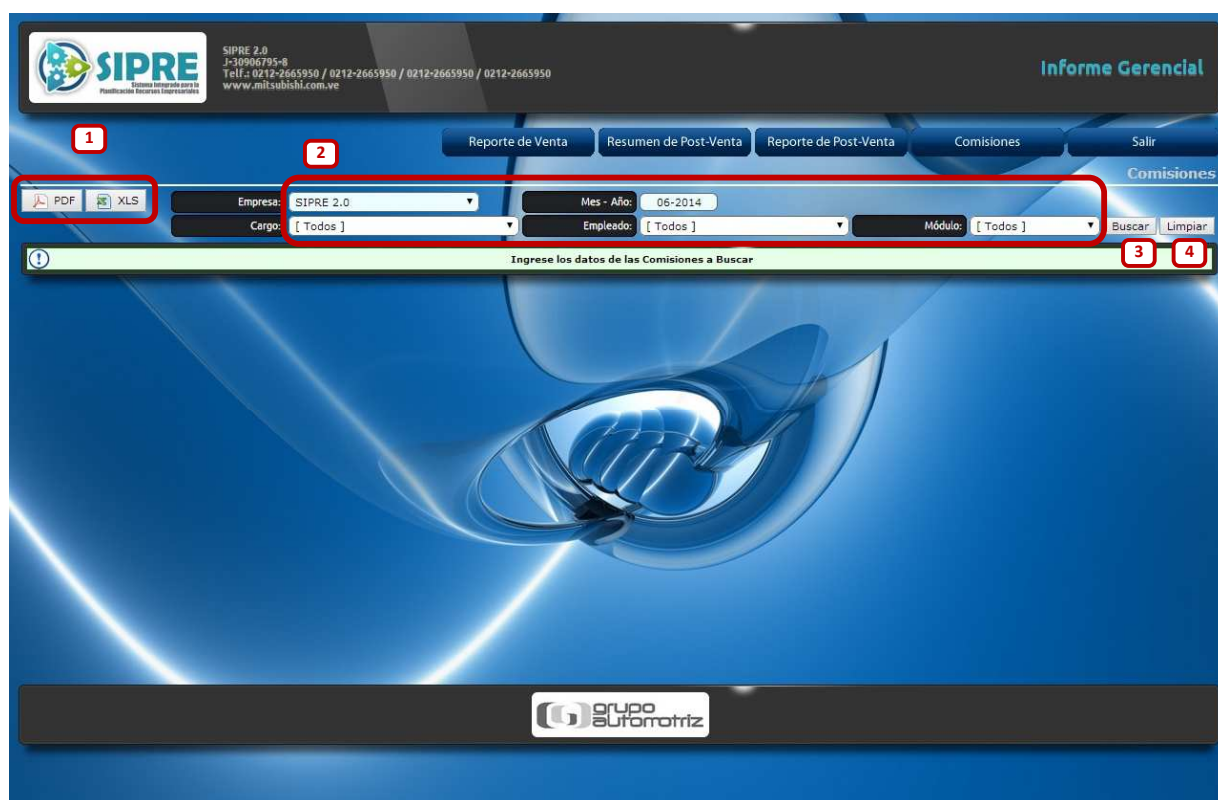 SIPRE
Sistema Integrado para la
Planificación Recursos Empresariales
SIPRE 2.0
J-30906795-8
Telf.: 0212-2665950 / 0212-2665950 / 0212-2665950 / 0212-2665950
www.mitsubishi.com.ve
Informe Gerencial
1
2
Reporte de Venta Resumen de Post-Venta Reporte de Post-Venta Comisiones Salir
Comisiones
PDF XLS Empresa: SIPRE 2.0 Mes - Año: 06-2014
Cargo: [ Todos ] Empleado: [ Todos ] Módulo: [ Todos ] Buscar Limpiar
Ingrese los datos de las Comisiones a Buscar
3 4
grupo
automotriz